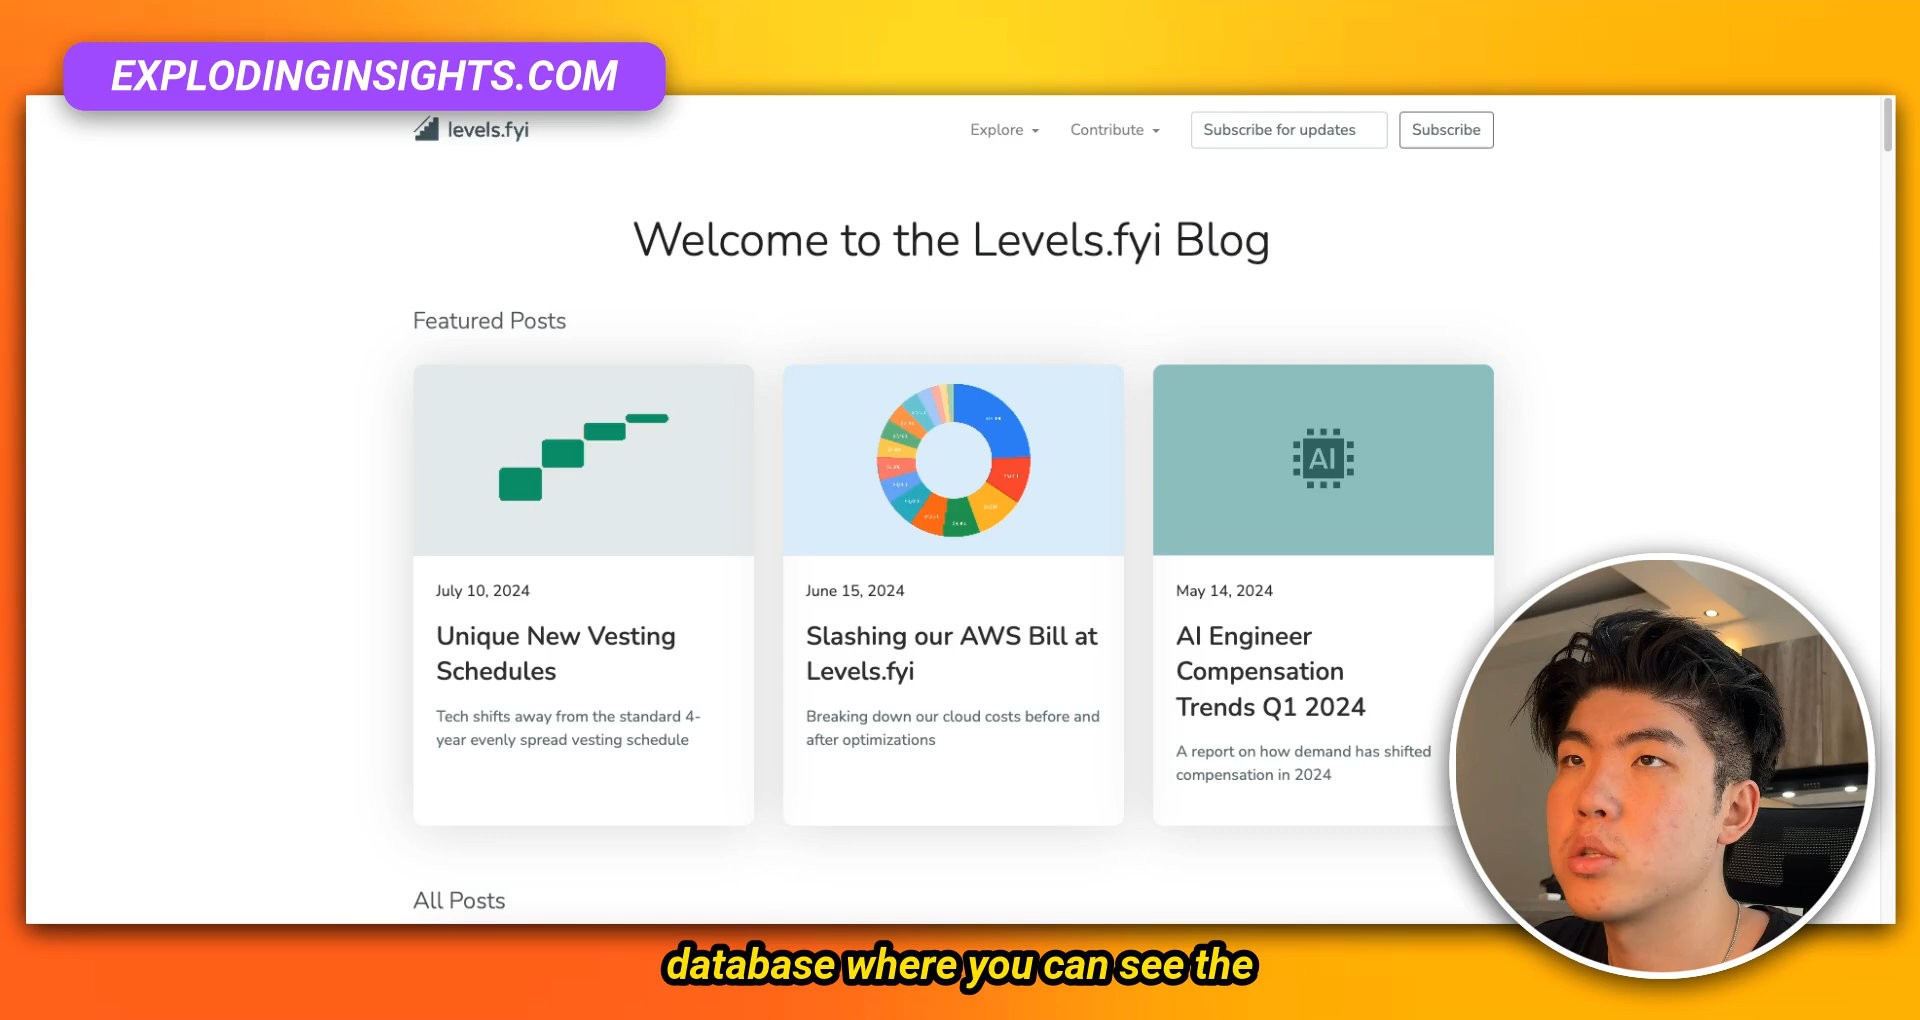 EXPLODINGINSIGHTS.COM
levels.fyi
Explore
Contribute
Subscribe for updates
Subscribe
Welcome to the Levels.fyi Blog
Featured Posts
AI
July 10, 2024
Unique New Vesting
Schedules
Tech shifts away from the standard 4-
year evenly spread vesting schedule
June 15, 2024
Slashing our AWS Bill at
Levels.fyi
Breaking down our cloud costs before and
after optimizations
May 14, 2024
AI Engineer
Compensation
Trends Q1 2024
A report on how demand has shifted
compensation in 2024
All Posts
database where you can see the